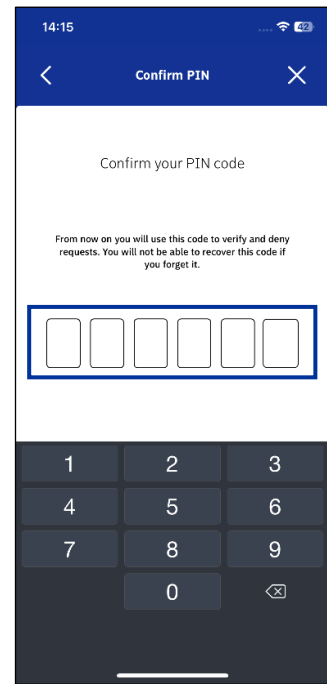 14:15
42
Confirm PIN
Confirm your PIN code
From now on you will use this code to verify and deny
requests. You will not be able to recover this code if
you forget it.
1 2 3
4 5 6
7 8 9
0